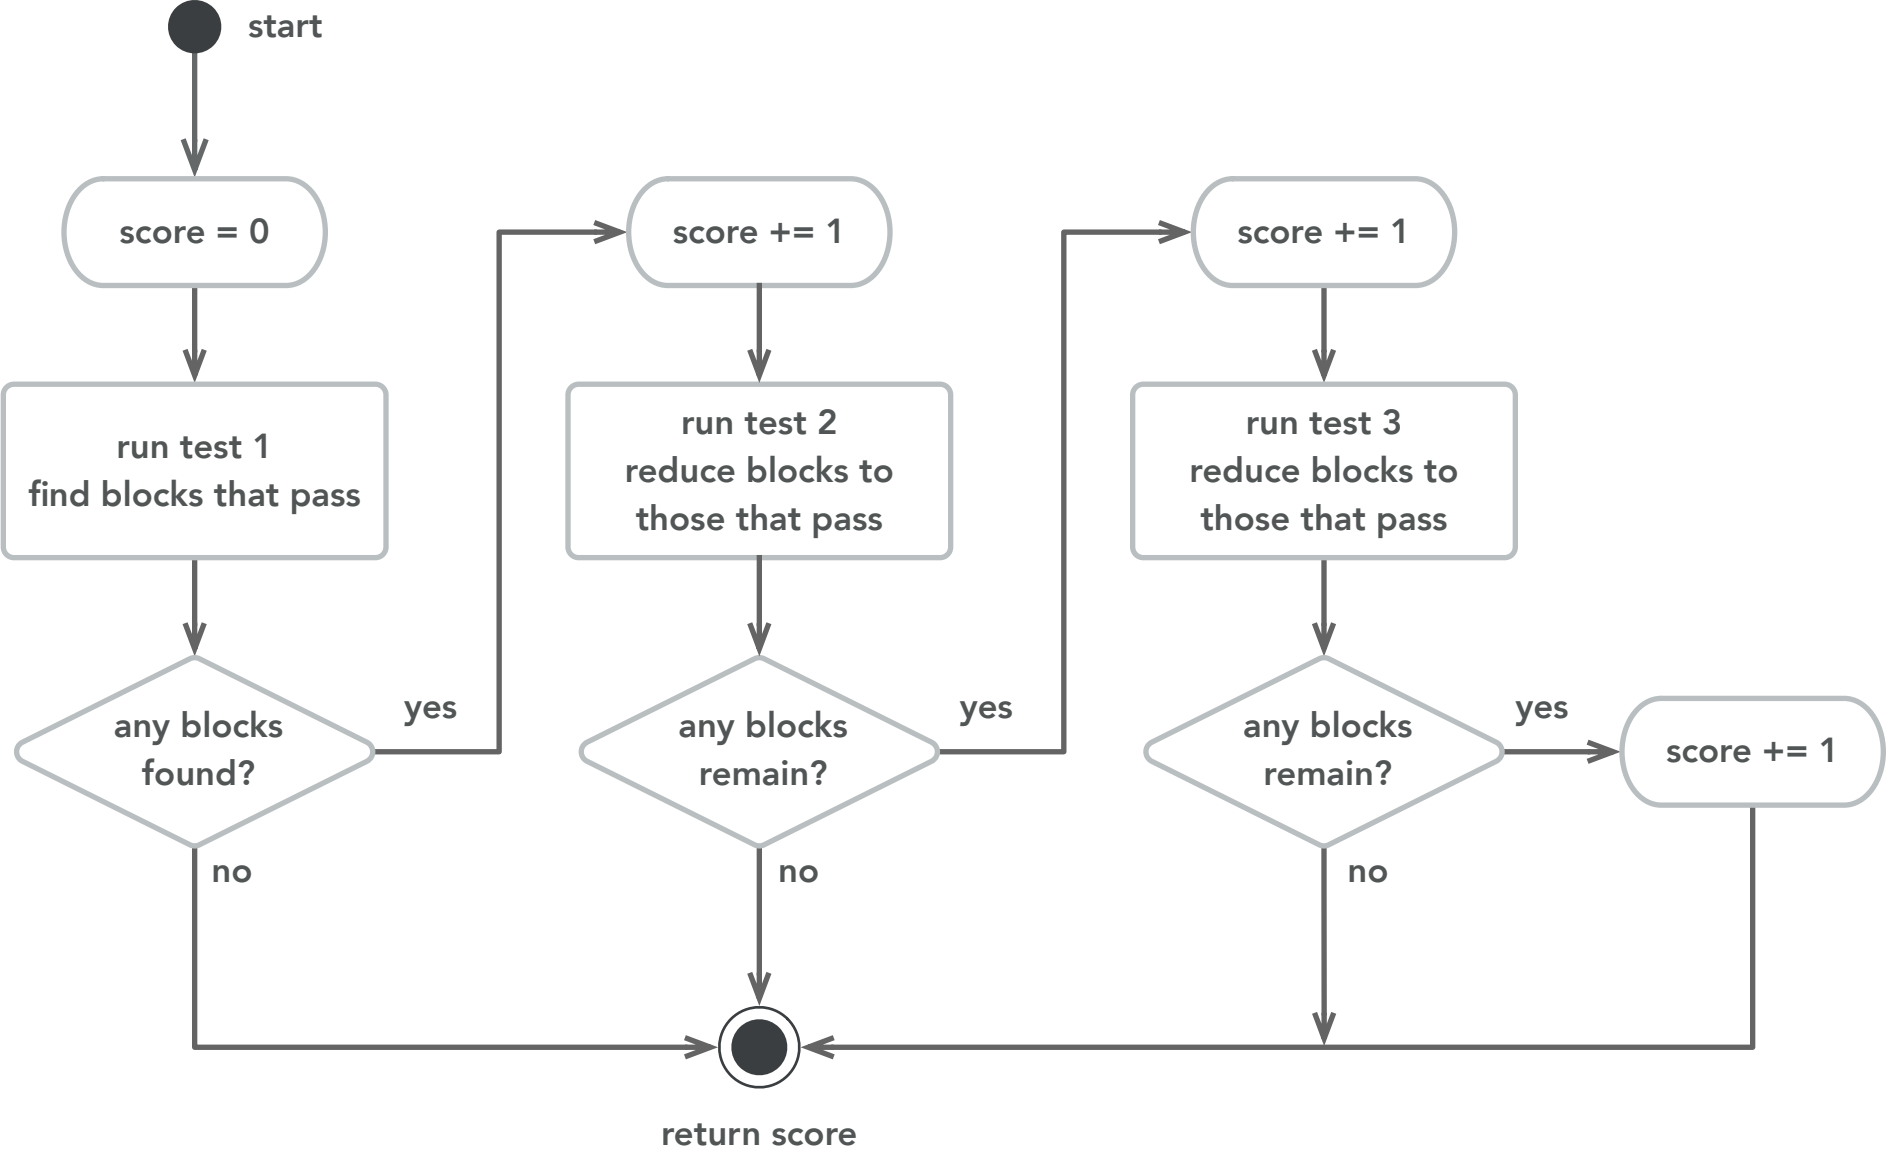 start
score = 0
run test 1
find blocks that pass
any blocks
found?
yes
no
score += 1
run test 2
reduce blocks to
those that pass
any blocks
remain?
yes
no
score += 1
run test 3
reduce blocks to
those that pass
any blocks
remain?
yes
no
score += 1
return score